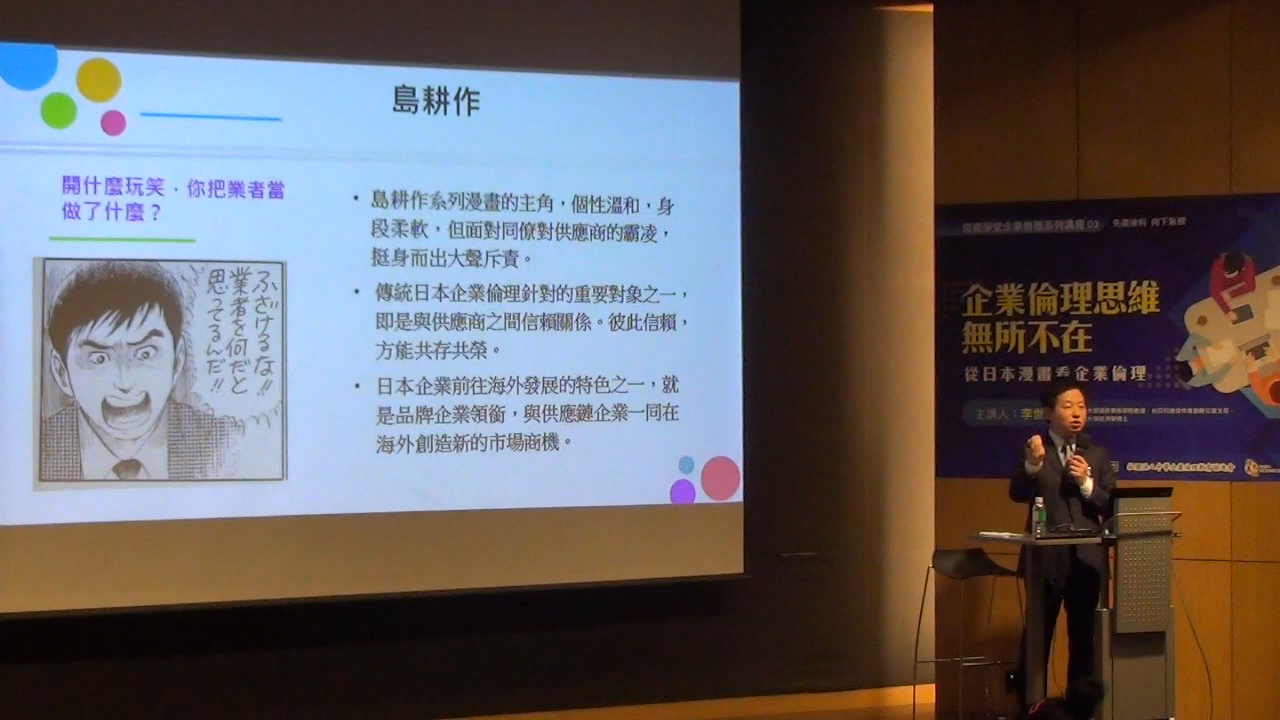 島耕作
開什麼玩笑，你把業者當
做了什麼？
ふざけるな!!
業者を何だと
思ってるんだ!!
• 島耕作系列漫畫的主角，個性溫和，身
段柔軟，但面對同僚對供應商的霸凌，
挺身而出大聲斥責。
• 傳統日本企業倫理針對的重要對象之一，
即是與供應商之間信賴關係。彼此信賴，
方能共存共榮。
• 日本企業前往海外發展的特色之一，就
是品牌企業領銜，與供應鏈企業一同在
海外創造新的市場商機。
系列講座 03
企業倫理思維
無所不在
從日本漫畫看企業倫理
主講人：李世